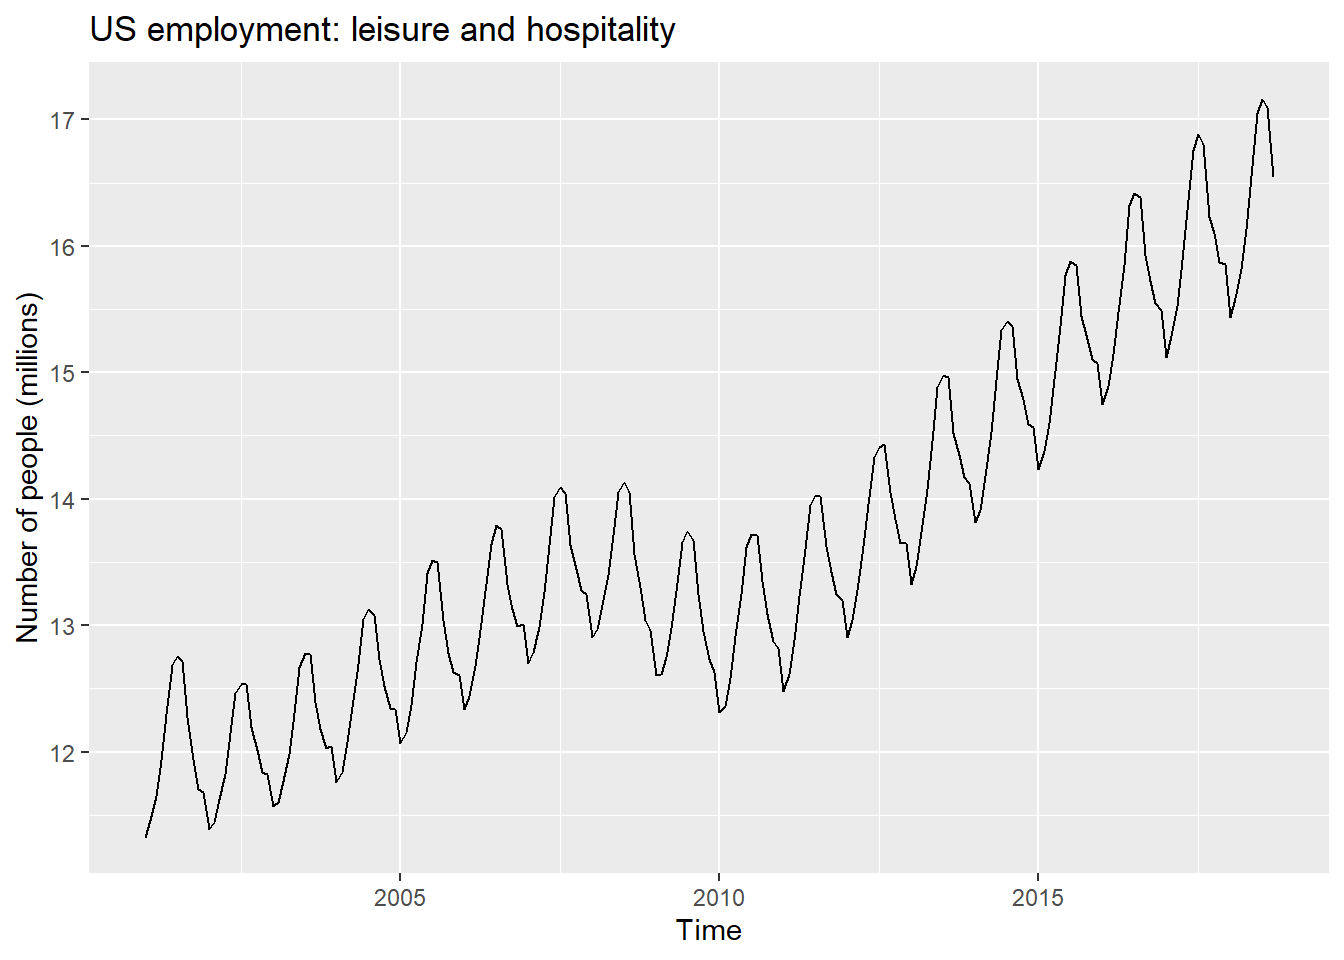 US employment: leisure and hospitality
17
16
15
14
13
12
Number of people (millions)
2005 2010 2015
Time